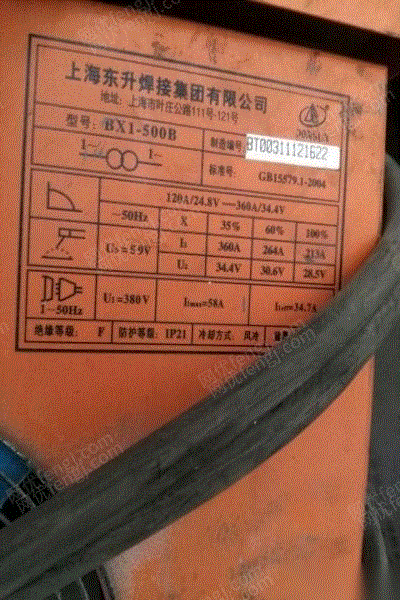 上海东升焊接集团有限公司
地址: 上海市叶庄公路111号-121号
DONSUN
型号: BX1-500B
制造编号 BT00311121622
标准号: GB15579.1-2004
1~ 1~
120A/24.8V—360A/34.4V
~50Hz X 35% 60% 100%
U₀=59V I₂ 360A 264A 213A
U₂ 34.4V 30.6V 28.5V
1~50Hz U₁=380V I₁max=58A I₁eff=34.7A
绝缘等级: F 防护等级: IP21 冷却方式: 风冷